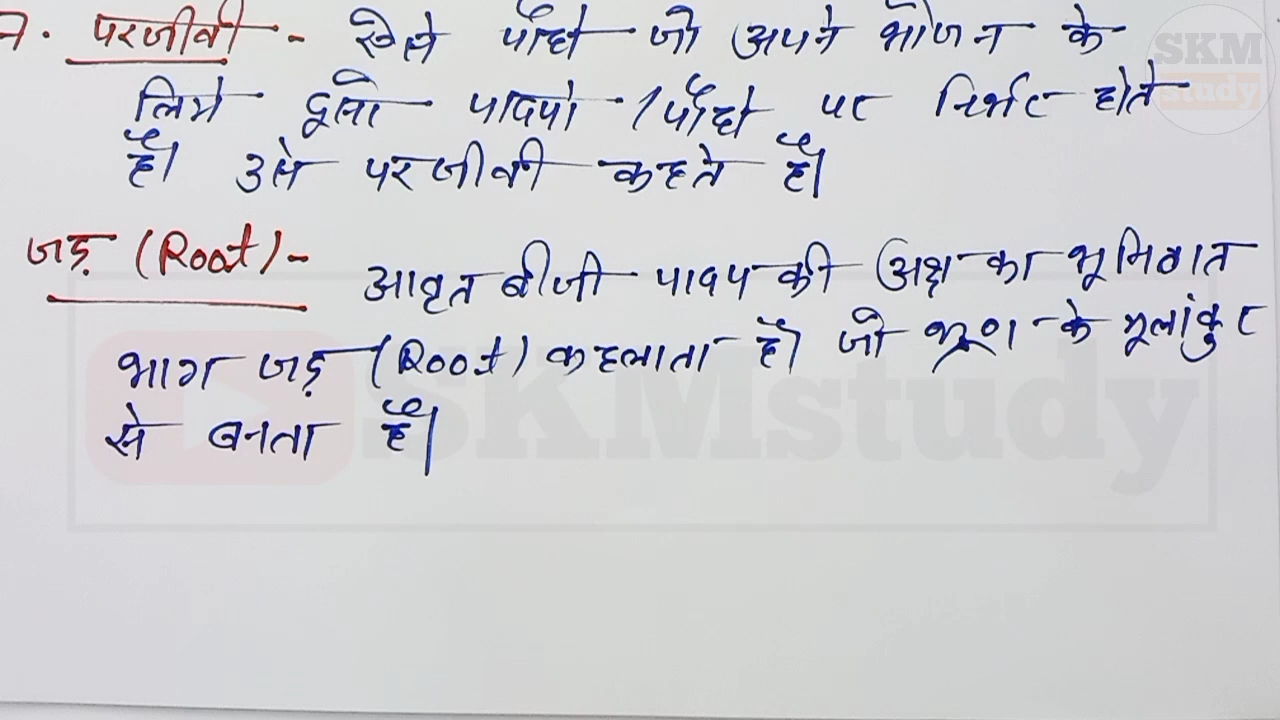 7. परजीवी - ऐसे पौधे जो अपने भोजन के
SKM
study
लिये दूसरे पादपो / पौधो पर निर्भर होते
है। उसे परजीवी कहते है।
जड़ (Root) - आवृत बीजी पादप की अक्ष का भूमिगत
भाग जड़ (Root) कहलाता है। जो भ्रूण के मूलांकुर
से बनता है।
SKMstudy